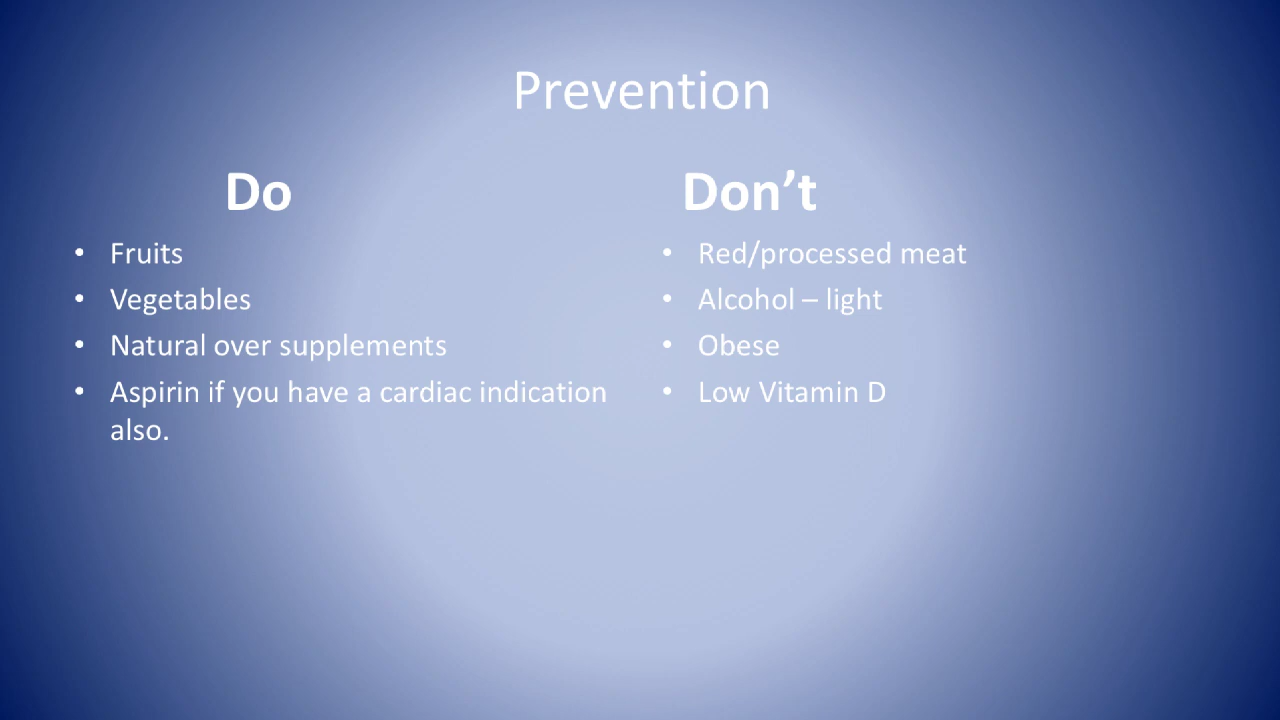 Prevention
Do
• Fruits
• Vegetables
• Natural over supplements
• Aspirin if you have a cardiac indication
also.
Don’t
• Red/processed meat
• Alcohol – light
• Obese
• Low Vitamin D